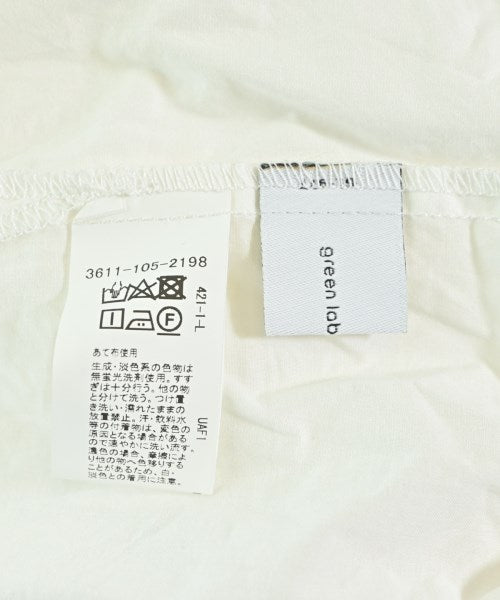 3611-105-2198
421-1-L
F
あて布使用
生成・淡色系の色物は
無蛍光洗剤使用。すす
ぎは十分行う。他の物
と分けて洗う。つけ置
き洗い・濡れたままの
放置禁止。汗・飲料水
等の付着物は、変色の
原因となる場合がある
ので速やかに洗い流す。
濃色の場合、摩擦によ
り他の物へ色移りする
ことがあるため、白・
淡色との着用に注意。
UAF1
green lab